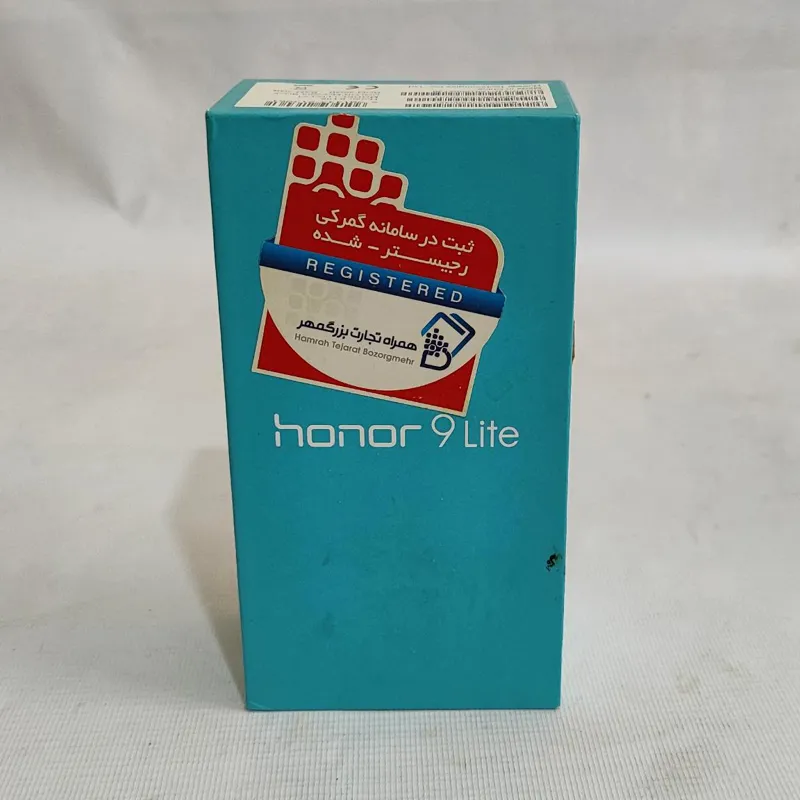 ثبت در سامانه گمرکی
رجیستر - شده
REGISTERED
همراه تجارت بزرگمهر
Hamrah Tejarat Bozorgmehr
honor 9 Lite